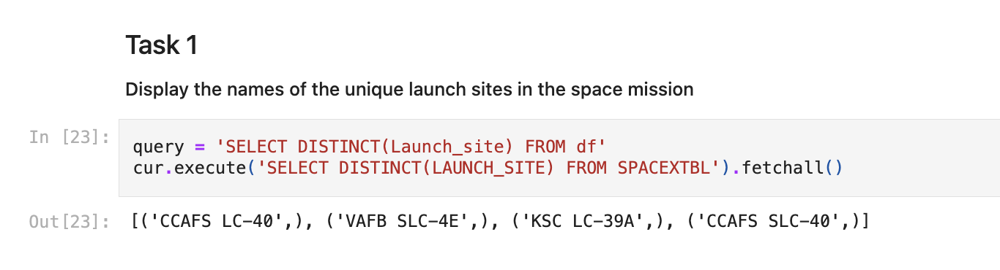 Task 1
Display the names of the unique launch sites in the space mission
In [23]:
query = 'SELECT DISTINCT(Launch_site) FROM df'
cur.execute('SELECT DISTINCT(LAUNCH_SITE) FROM SPACEXTBL').fetchall()
Out[23]:
[('CCAFS LC-40',), ('VAFB SLC-4E',), ('KSC LC-39A',), ('CCAFS SLC-40',)]